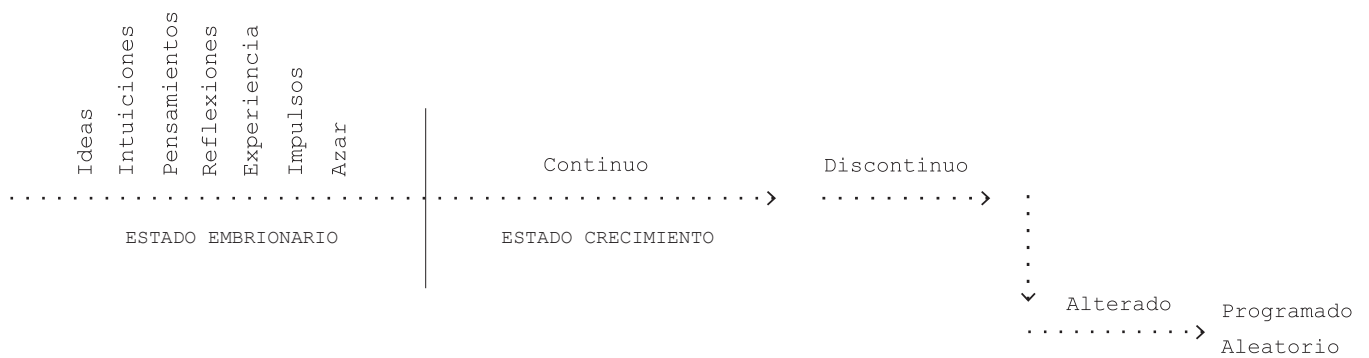 Ideas
Intuiciones
Pensamientos
Reflexiones
Experiencia
Impulsos
Azar
Continuo
Discontinuo
ESTADO EMBRIONARIO
ESTADO CRECIMIENTO
Alterado
Programado
Aleatorio